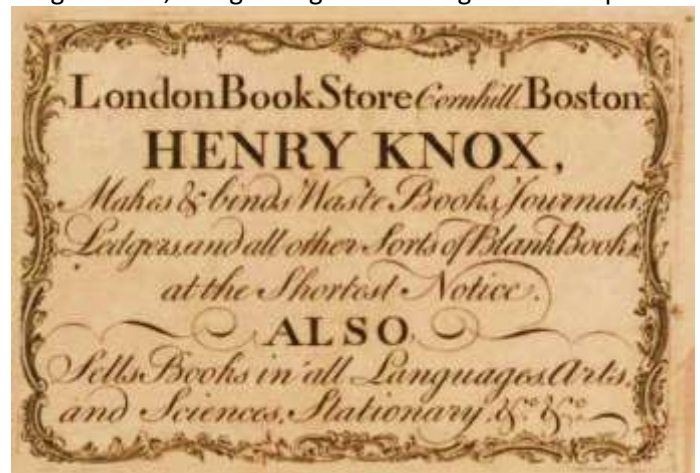 London Book Store Cornhill Boston
HENRY KNOX,
Makes & binds Waste Books, Journals,
Ledgers, and all other Sorts of Blank Books,
at the Shortest Notice.
ALSO
Sells Books in all Languages, Arts,
and Sciences, Stationary, &c. &c.